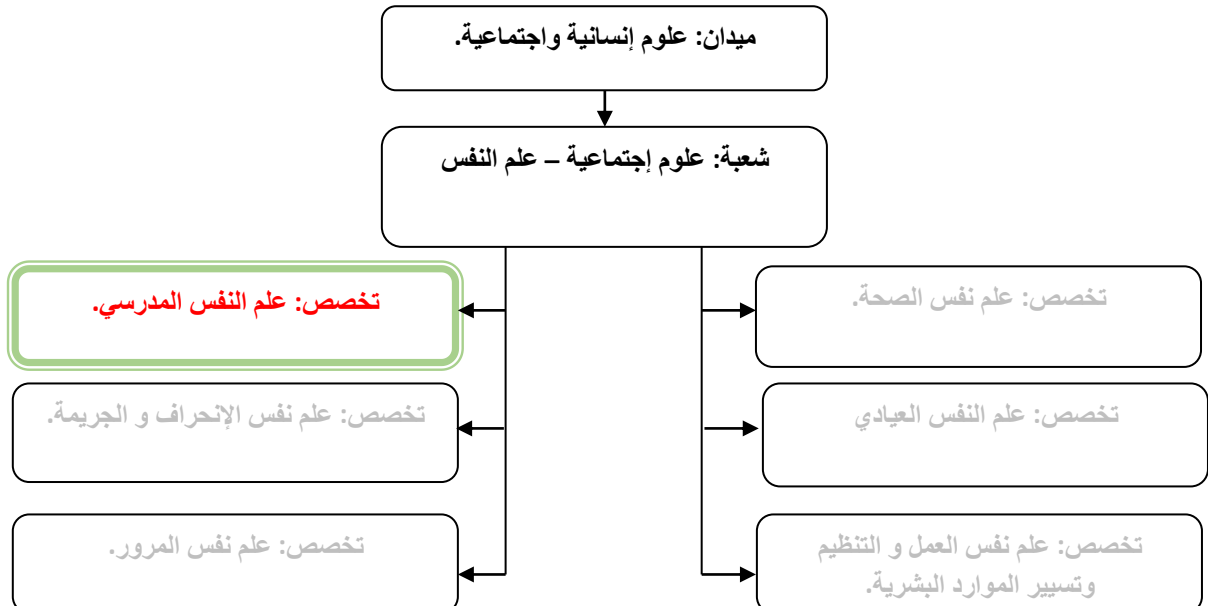 ميدان: علوم إنسانية واجتماعية.
شعبة: علوم إجتماعية – علم النفس
تخصص: علم نفس الصحة.
تخصص: علم النفس المدرسي.
تخصص: علم النفس العيادي
تخصص: علم نفس الإنحراف و الجريمة.
تخصص: علم نفس العمل و التنظيم
وتسيير الموارد البشرية.
تخصص: علم نفس المرور.